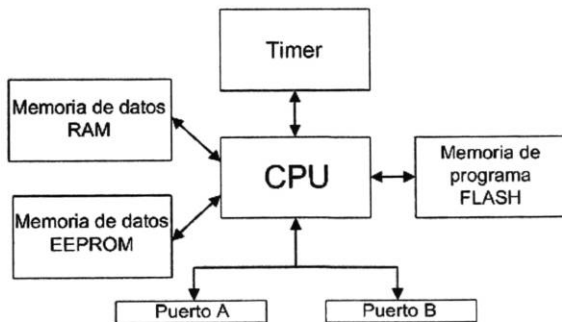 Timer
Memoria de datos
RAM
CPU
Memoria de
programa
FLASH
Memoria de datos
EEPROM
Puerto A
Puerto B